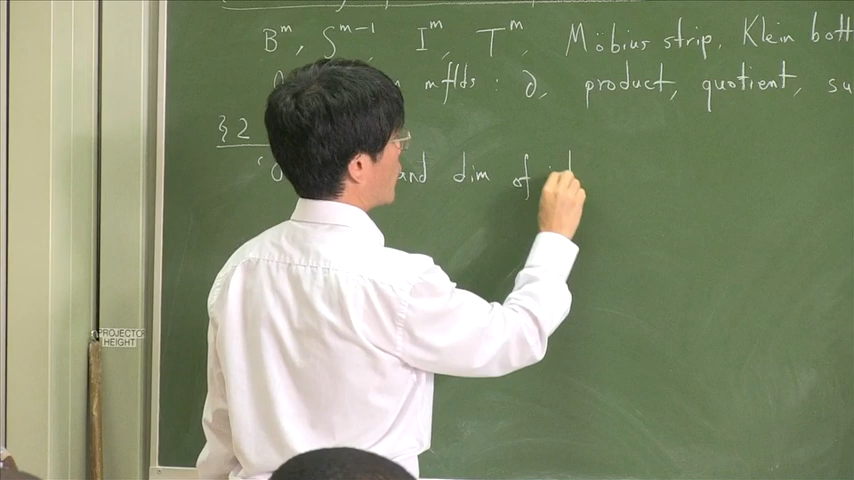 B^m, S^{m-1} I^m, T^m, Möbius strip, Klein bott
mflds : ∂, product, quotient, su
§2
and dim of
PROJECTOR
HEIGHT